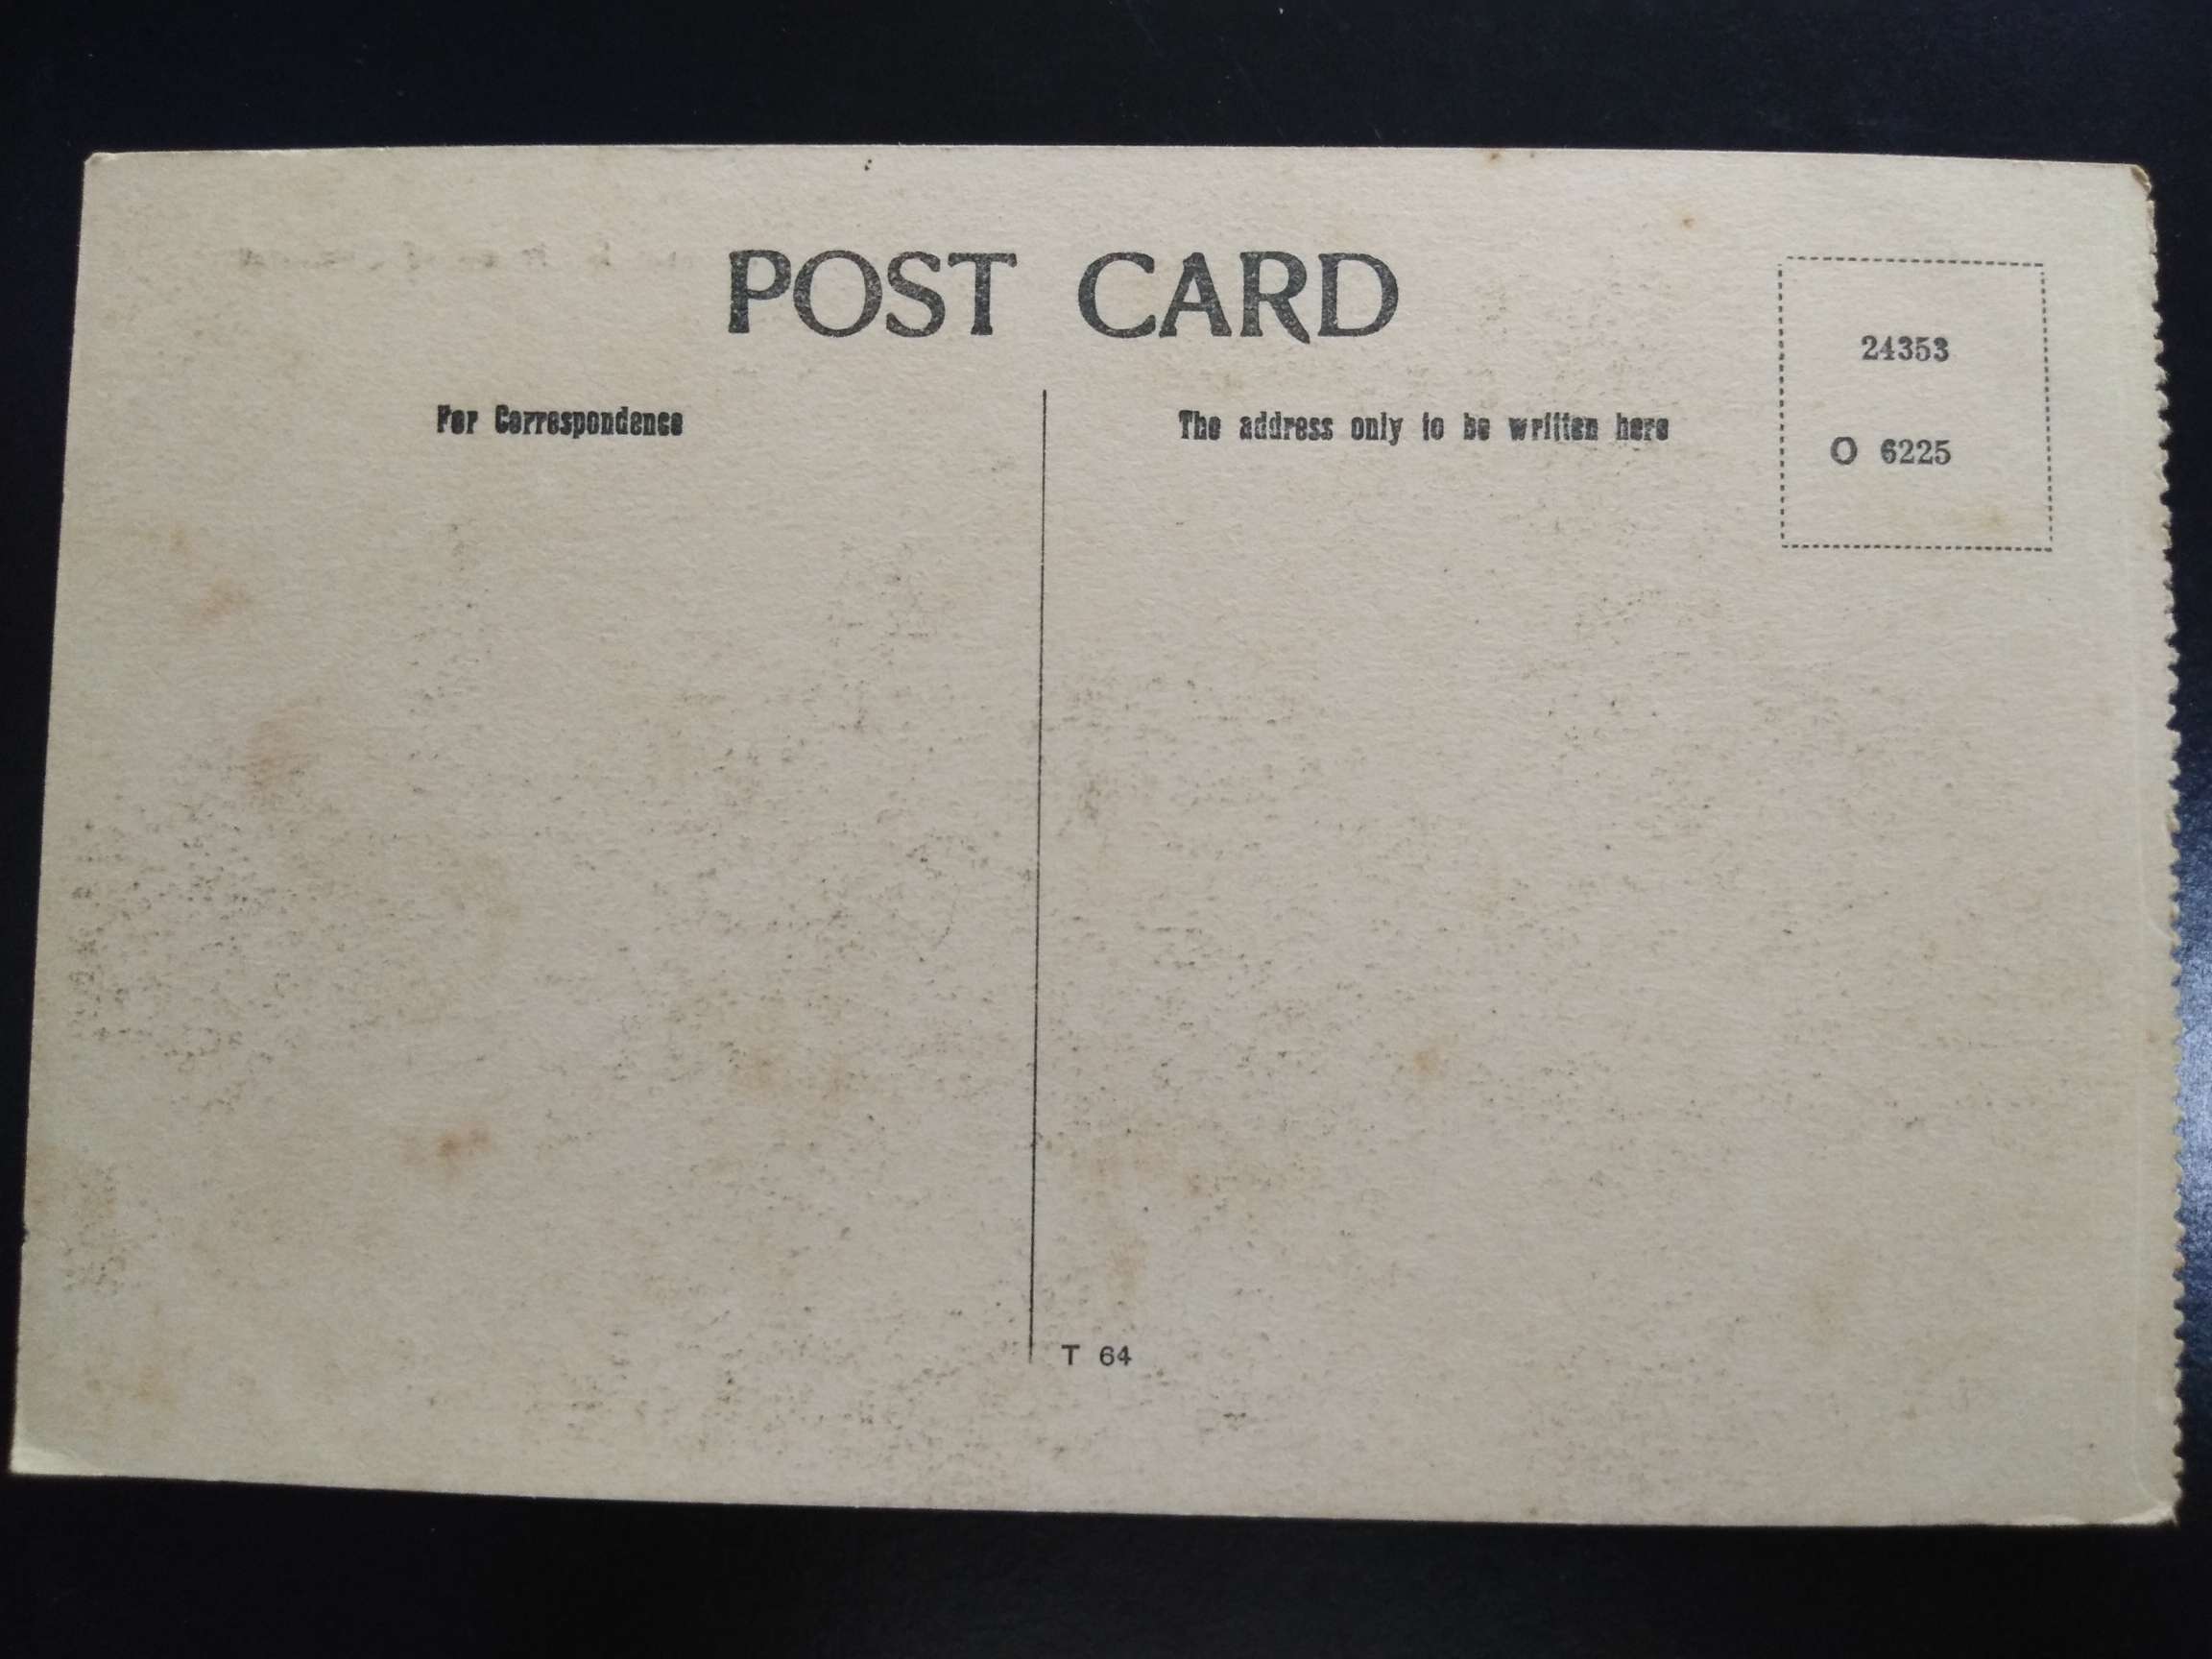 POST CARD
For Correspondence
The address only to be written here
24353
O 6225
T 64